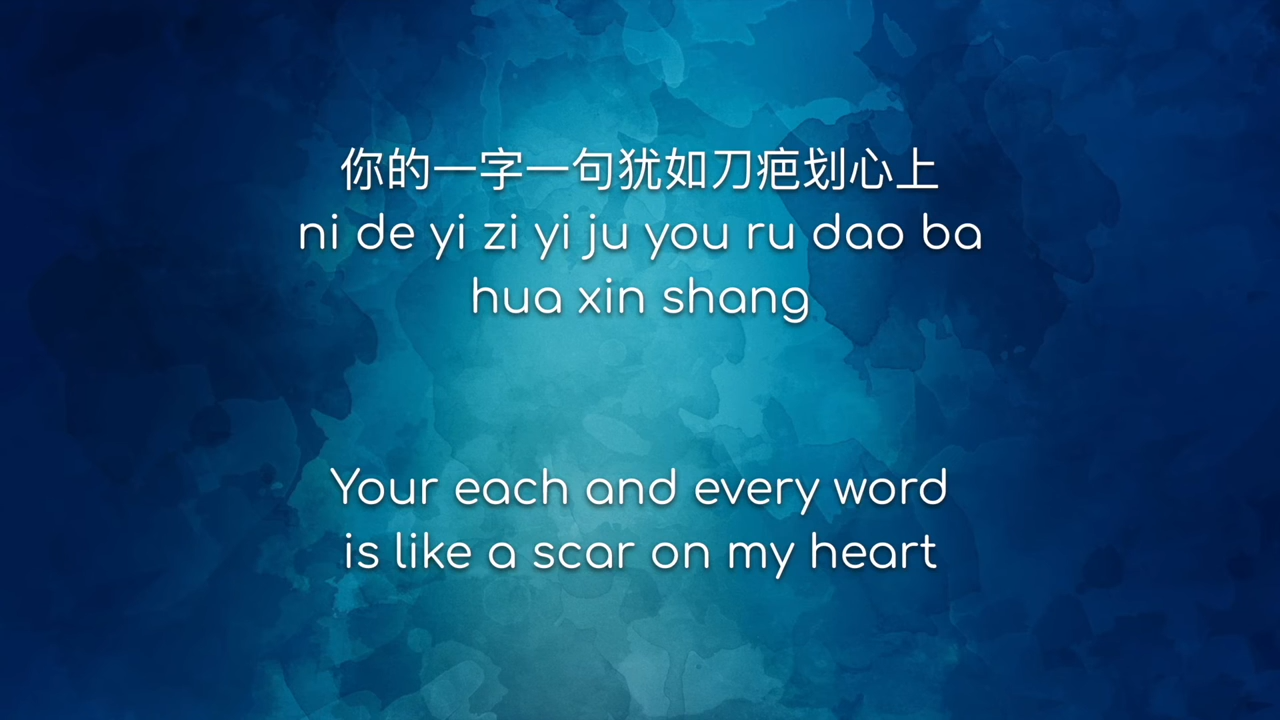 你的一字一句犹如刀疤划心上
ni de yi zi yi ju you ru dao ba
hua xin shang
Your each and every word
is like a scar on my heart